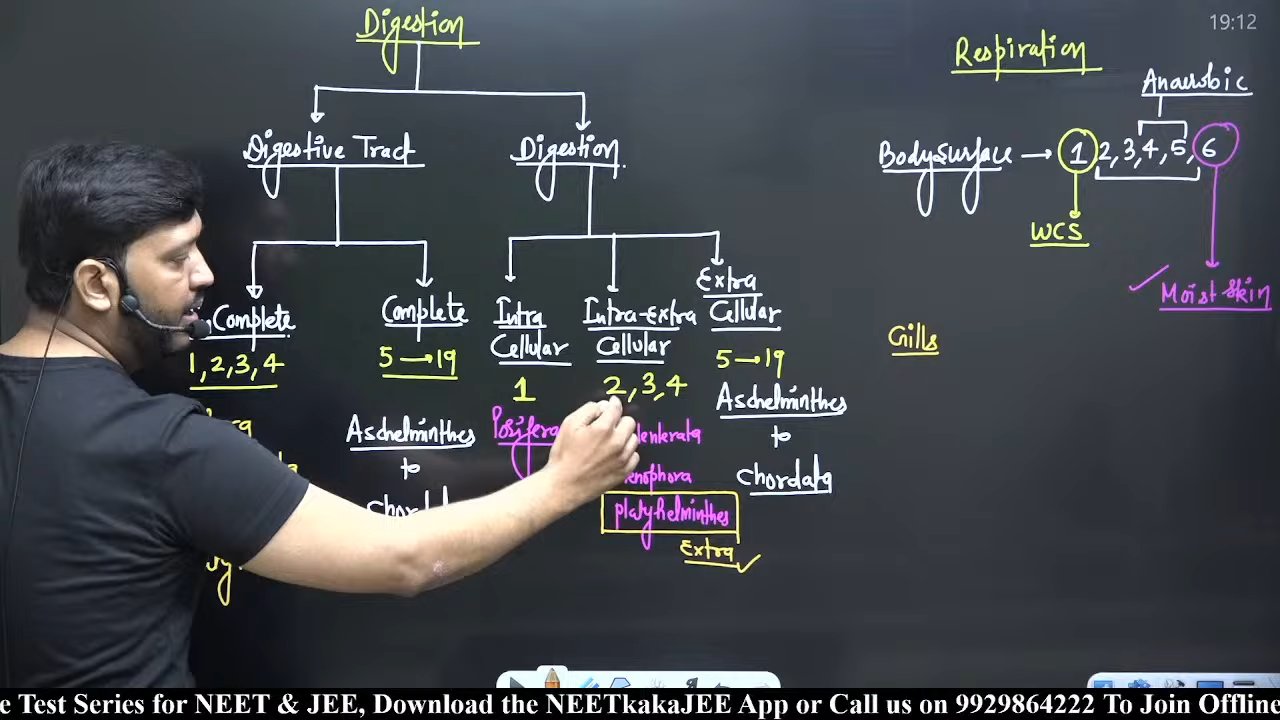 19:12
Digestion
Respiration
Anaerobic
Digestive Tract
Digestion
Body Surface → 1 2,3,4,5, 6
WCS
Moist Skin
Complete
Complete
Intra
Cellular
Intra-Extra
Cellular
Extra
Cellular
Gills
1,2,3,4
5 → 19
1
2,3,4
5 → 19
Aschelminthes
to
Porifera
Aschelminthes
to
Chordata
platyhelminthes
Extra ✓
e Test Series for NEET & JEE, Download the NEETkakaJEE App or Call us on 9929864222 To Join Offline